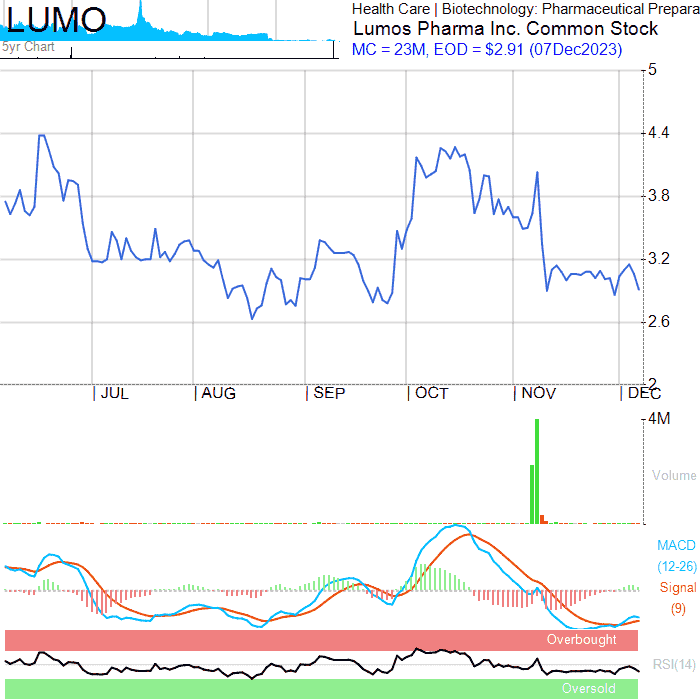 LUMO
5yr Chart
Health Care | Biotechnology: Pharmaceutical Prepara
Lumos Pharma Inc. Common Stock
MC = 23M, EOD = $2.91 (07Dec2023)
5
4.4
3.8
3.2
2.6
2
JUL AUG SEP OCT NOV DEC
4M
Volume
MACD
(12-26)
Signal
(9)
Overbought
RSI(14)
Oversold